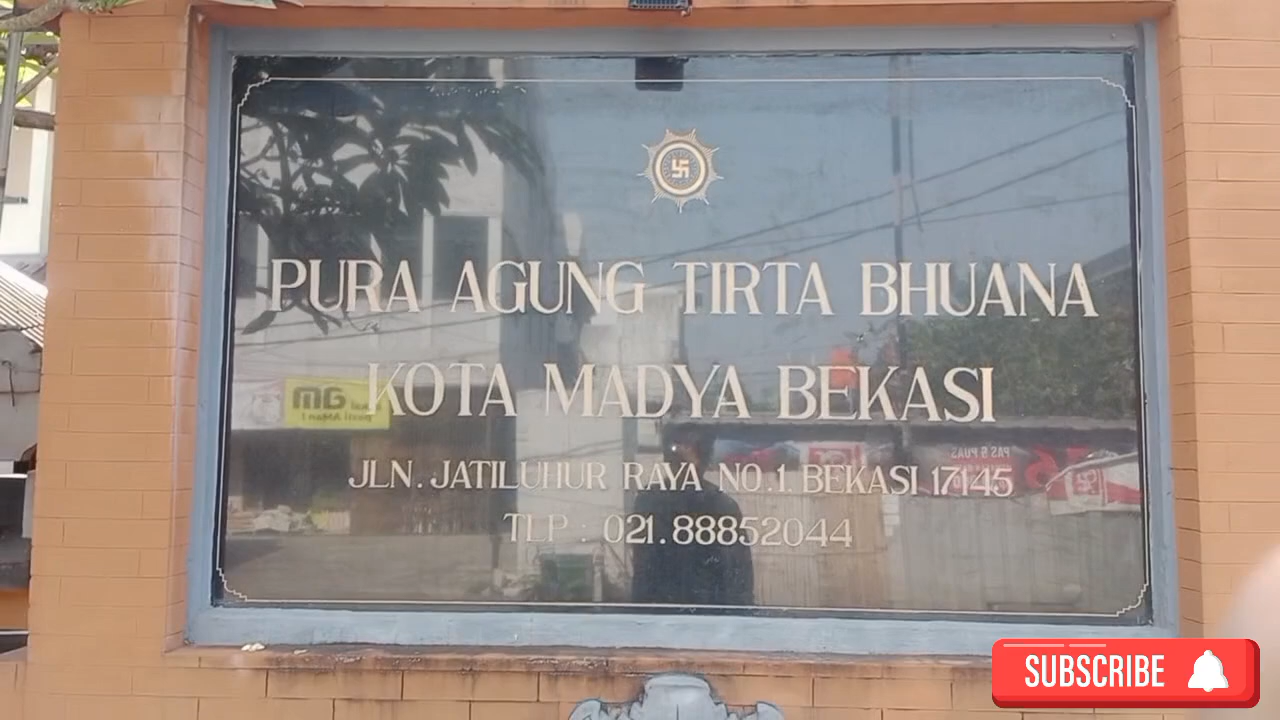 PURA AGUNG TIRTA BHUANA
KOTA MADYA BEKASI
JLN. JATILUHUR RAYA NO.1. BEKASI 17145
TLP : 021.88852044
SUBSCRIBE